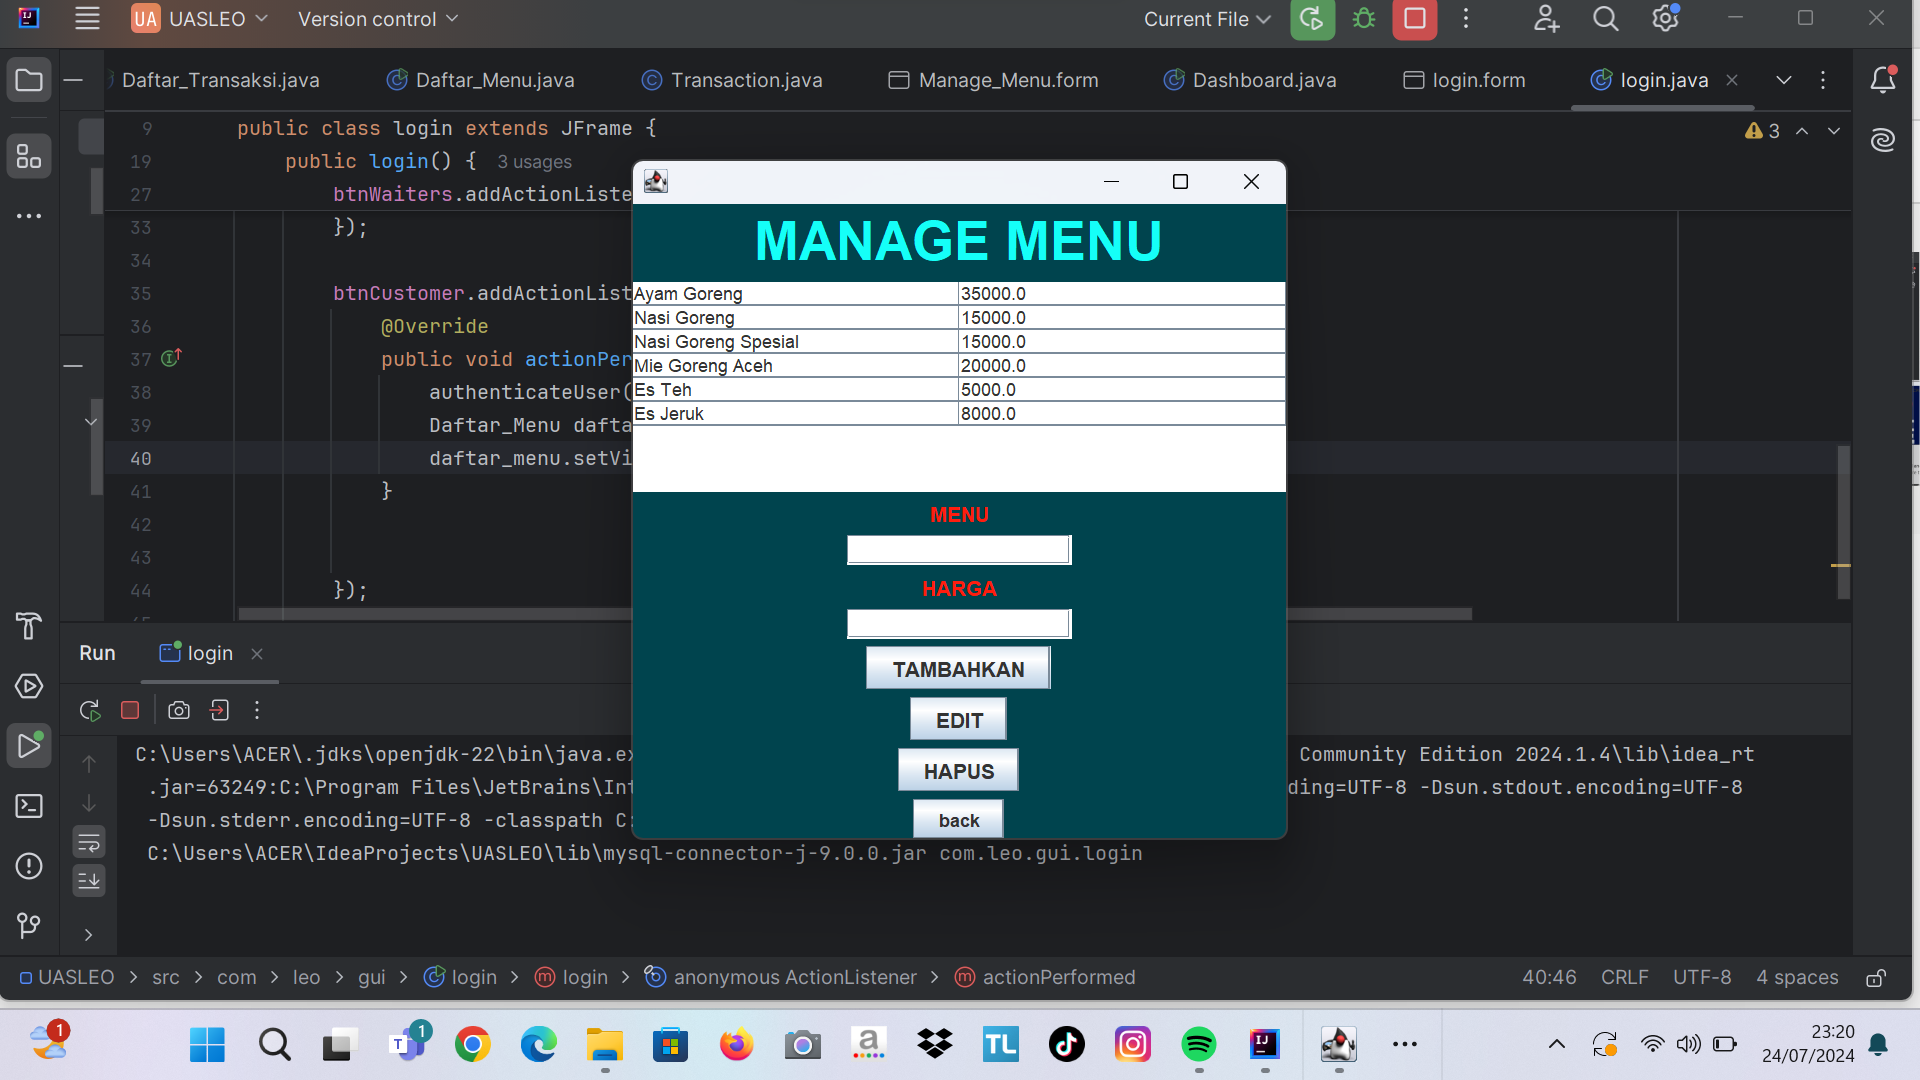 UA UASLEO Version control Current File
Daftar_Transaksi.java Daftar_Menu.java Transaction.java Manage_Menu.form Dashboard.java login.form login.java
9 public class login extends JFrame {
3
19 public login() { 3 usages
27 btnWaiters.addActionListe
33 });
34
35 btnCustomer.addActionList
36 @Override
37 public void actionPer
38 authenticateUser(
39 Daftar_Menu dafta
40 daftar_menu.setVi
41 }
42
43
44 });
MANAGE MENU
Ayam Goreng 35000.0
Nasi Goreng 15000.0
Nasi Goreng Spesial 15000.0
Mie Goreng Aceh 20000.0
Es Teh 5000.0
Es Jeruk 8000.0
MENU
HARGA
TAMBAHKAN
EDIT
HAPUS
back
Run login
C:\Users\ACER\.jdks\openjdk-22\bin\java.ex Community Edition 2024.1.4\lib\idea_rt
.jar=63249:C:\Program Files\JetBrains\Int ding=UTF-8 -Dsun.stdout.encoding=UTF-8
-Dsun.stderr.encoding=UTF-8 -classpath C:
C:\Users\ACER\IdeaProjects\UASLEO\lib\mysql-connector-j-9.0.0.jar com.leo.gui.login
UASLEO > src > com > leo > gui > login > login > anonymous ActionListener > actionPerformed 40:46 CRLF UTF-8 4 spaces
1 1 T a TL IJ 23:20
24/07/2024